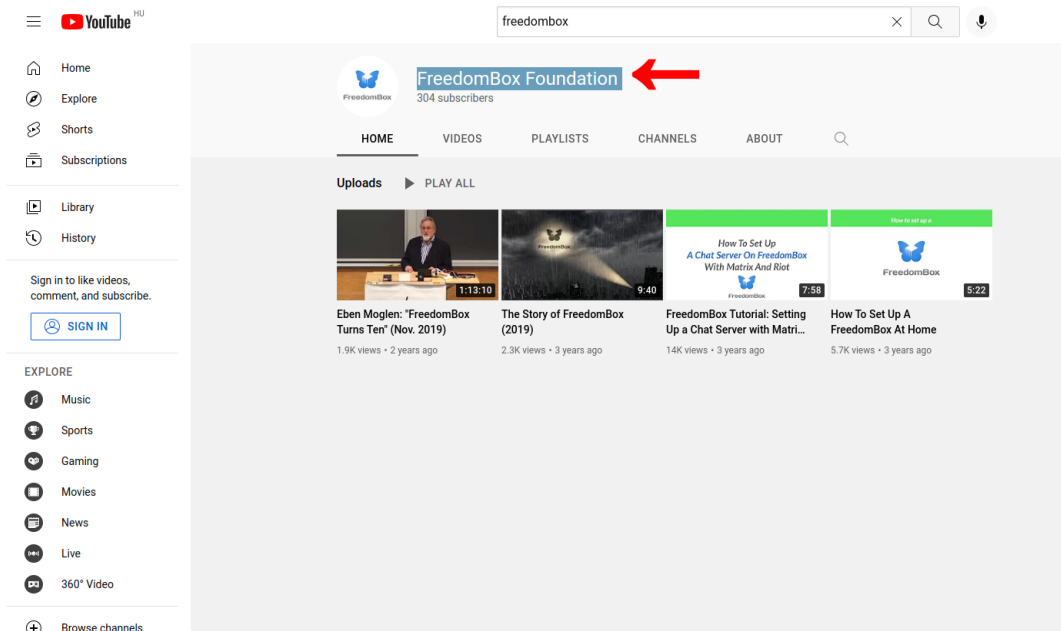 YouTube HU
freedombox
Home
Explore
Shorts
Subscriptions
Library
History
Sign in to like videos,
comment, and subscribe.
SIGN IN
EXPLORE
Music
Sports
Gaming
Movies
News
Live
360° Video
Browse channels
FreedomBox
FreedomBox Foundation
304 subscribers
HOME VIDEOS PLAYLISTS CHANNELS ABOUT
Uploads PLAY ALL
1:13:10
Eben Moglen: "FreedomBox
Turns Ten" (Nov. 2019)
1.9K views • 2 years ago
FreedomBox
9:40
The Story of FreedomBox
(2019)
2.3K views • 3 years ago
How To Set Up
A Chat Server On FreedomBox
With Matrix And Riot
FreedomBox
7:58
FreedomBox Tutorial: Setting
Up a Chat Server with Matri...
14K views • 3 years ago
How to set up a
FreedomBox
5:22
How To Set Up A
FreedomBox At Home
5.7K views • 3 years ago